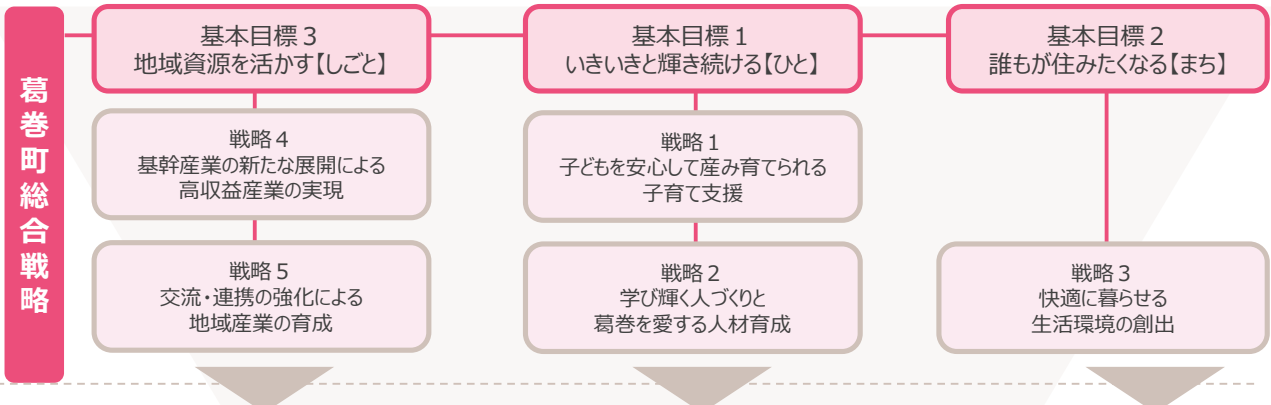 葛巻町総合戦略
基本目標3
地域資源を活かす【しごと】
戦略4
基幹産業の新たな展開による
高収益産業の実現
戦略5
交流・連携の強化による
地域産業の育成
基本目標1
いきいきと輝き続ける【ひと】
戦略1
子どもを安心して産み育てられる
子育て支援
戦略2
学び輝く人づくりと
葛巻を愛する人材育成
基本目標2
誰もが住みたくなる【まち】
戦略3
快適に暮らせる
生活環境の創出